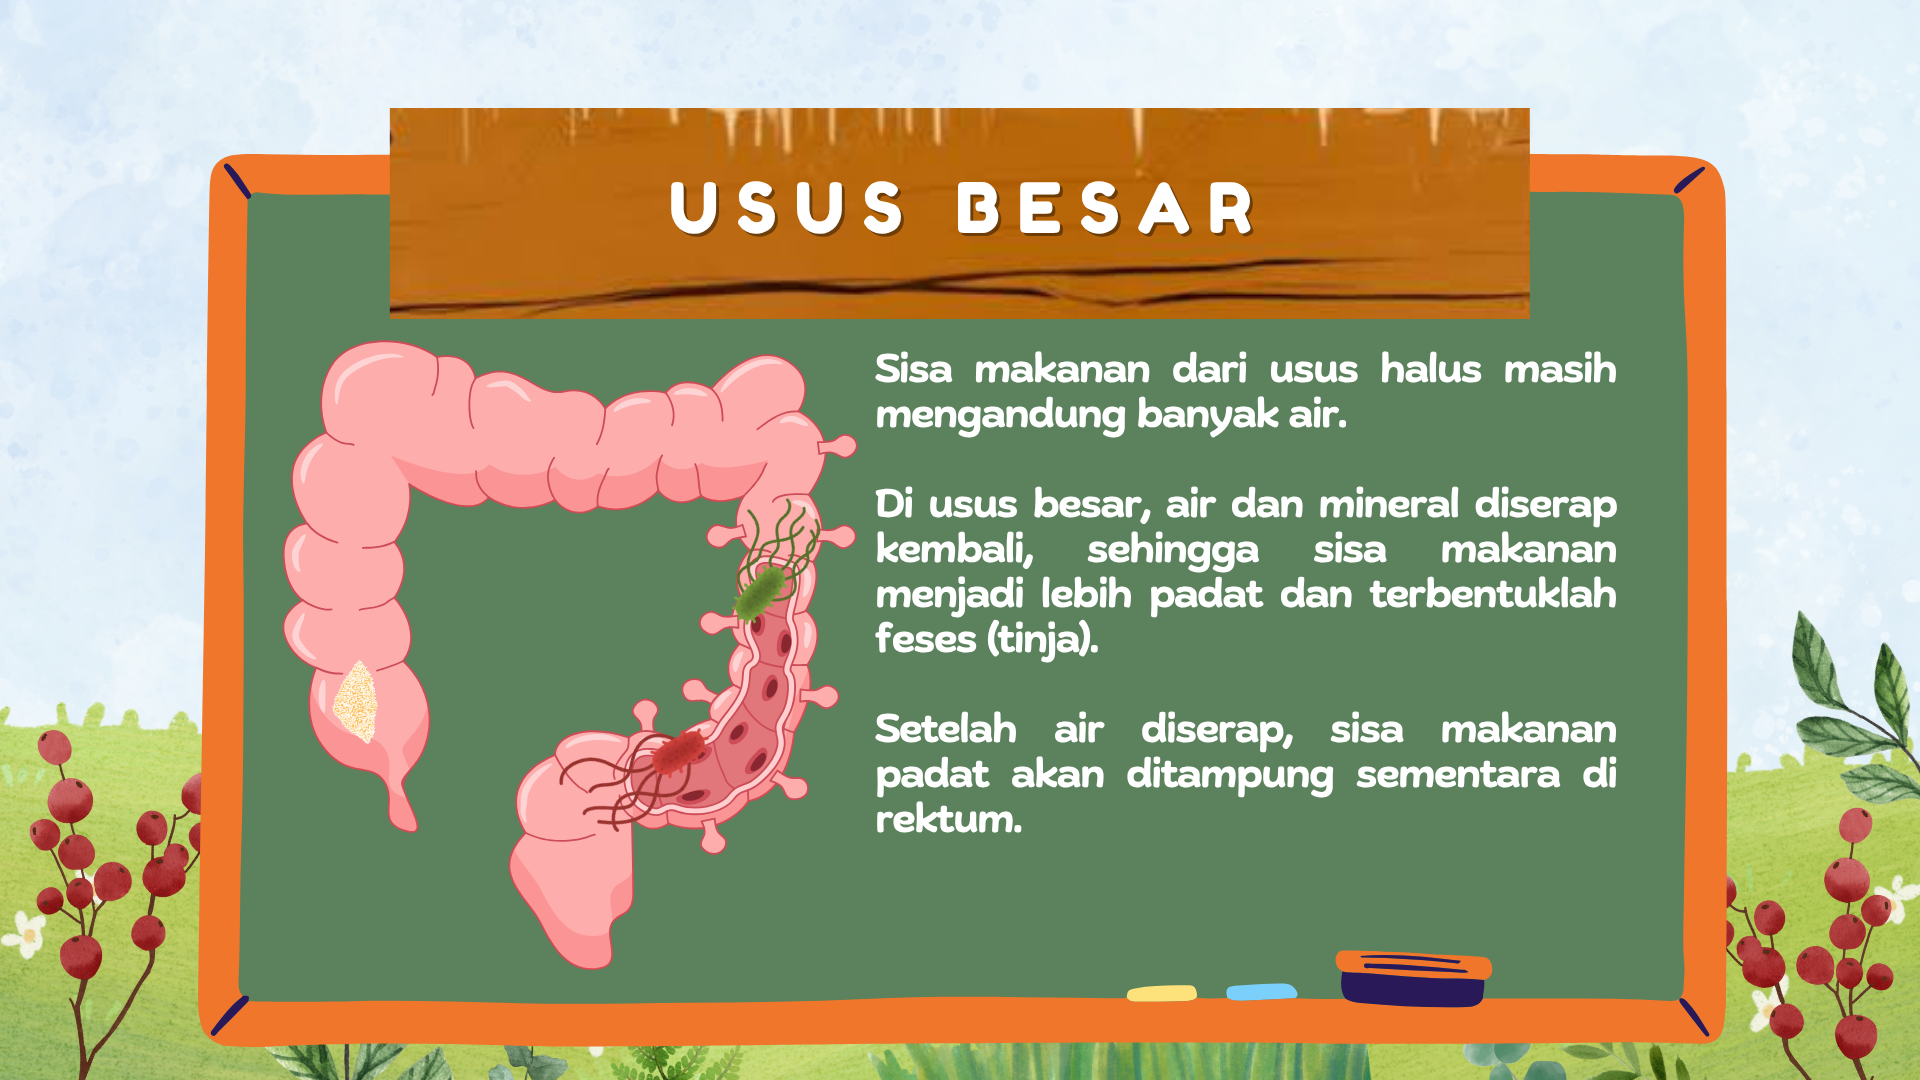 USUS BESAR
Sisa makanan dari usus halus masih
mengandung banyak air.
Di usus besar, air dan mineral diserap
kembali, sehingga sisa makanan
menjadi lebih padat dan terbentuklah
feses (tinja).
Setelah air diserap, sisa makanan
padat akan ditampung sementara di
rektum.